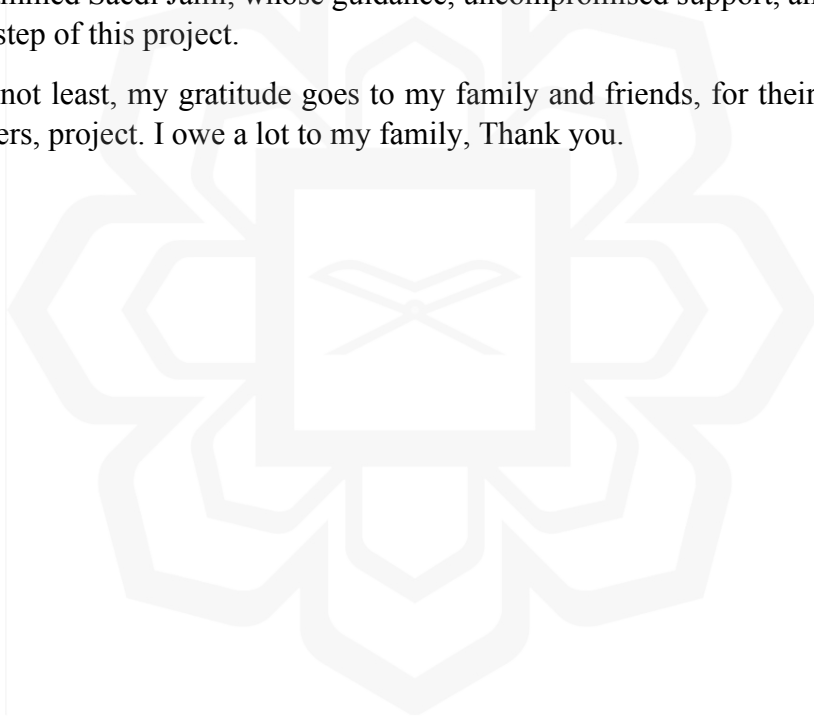 step of this project.
not least, my gratitude goes to my family and friends, for their
ers, project. I owe a lot to my family, Thank you.